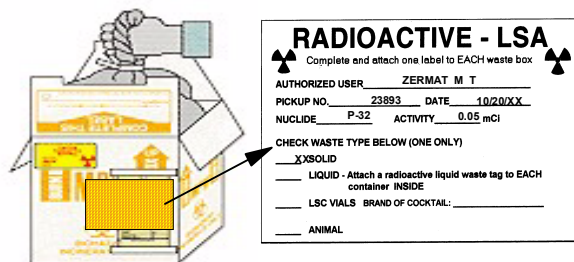 RADIOACTIVE - LSA
Complete and attach one label to EACH waste box
AUTHORIZED USER ZERMAT M T
PICKUP NO. 23893 DATE 10/20/XX
NUCLIDE P-32 ACTIVITY 0.05 mCi
CHECK WASTE TYPE BELOW (ONE ONLY)
XX SOLID
LIQUID - Attach a radioactive liquid waste tag to EACH
container INSIDE
LSC VIALS BRAND OF COCKTAIL:
ANIMAL
COMPLETE THIS